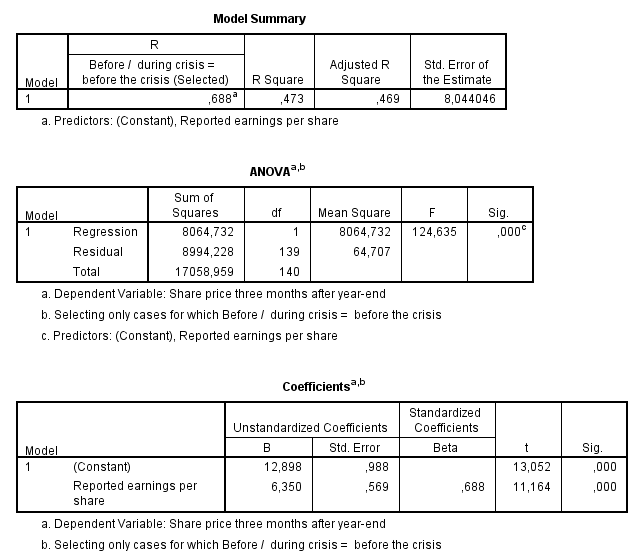 Model Summary
R
Before / during crisis =
Adjusted R
Std. Error of
Model
before the crisis (Selected)
R Square
Square
the Estimate
1 ,688a ,473 ,469 8,044046
a. Predictors: (Constant), Reported earnings per share
ANOVAa,b
Sum of
Model
Squares
df
Mean Square
F
Sig.
1 Regression 8064,732 1 8064,732 124,635 ,000c
Residual 8994,228 139 64,707
Total 17058,959 140
a. Dependent Variable: Share price three months after year-end
b. Selecting only cases for which Before / during crisis = before the crisis
c. Predictors: (Constant), Reported earnings per share
Coefficientsa,b
Unstandardized Coefficients
Standardized
Coefficients
Model
B
Std. Error
Beta
t
Sig.
1 (Constant) 12,898 ,988 13,052 ,000
Reported earnings per 6,350 ,569 ,688 11,164 ,000
share
a. Dependent Variable: Share price three months after year-end
b. Selecting only cases for which Before / during crisis = before the crisis